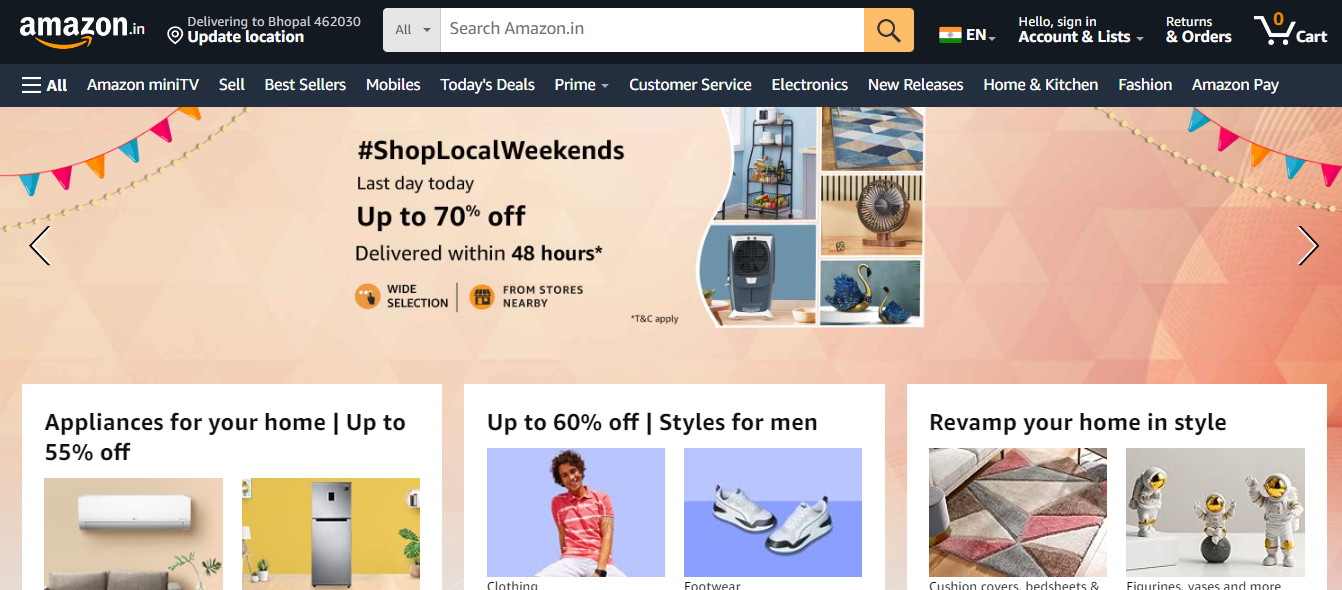 amazon.in
Delivering to Bhopal 462030
Update location
All
Search Amazon.in
EN
Hello, sign in
Account & Lists
Returns
& Orders
0
Cart
All
Amazon miniTV
Sell
Best Sellers
Mobiles
Today's Deals
Prime
Customer Service
Electronics
New Releases
Home & Kitchen
Fashion
Amazon Pay
#ShopLocalWeekends
Last day today
Up to 70% off
Delivered within 48 hours*
WIDE
SELECTION
FROM STORES
NEARBY
*T&C apply
Appliances for your home | Up to
55% off
Up to 60% off | Styles for men
Clothing
Footwear
Revamp your home in style
Cushion covers, bedsheets &
Figurines, vases and more